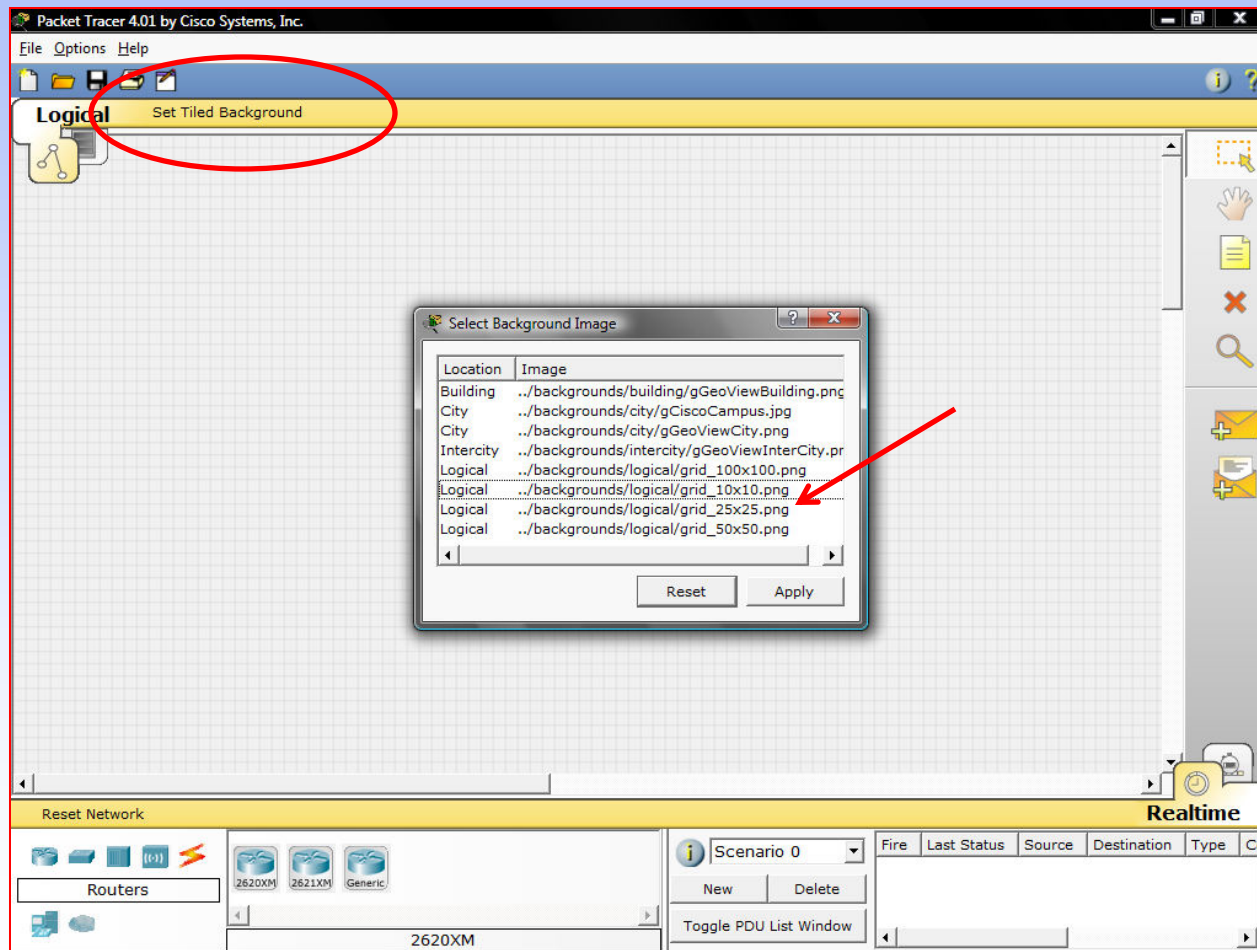 Packet Tracer 4.01 by Cisco Systems, Inc.
File Options Help
Logical Set Tiled Background
Select Background Image
Location Image
Building ../backgrounds/building/gGeoViewBuilding.png
City ../backgrounds/city/gCiscoCampus.jpg
City ../backgrounds/city/gGeoViewCity.png
Intercity ../backgrounds/intercity/gGeoViewInterCity.pr
Logical ../backgrounds/logical/grid_100x100.png
Logical ../backgrounds/logical/grid_10x10.png
Logical ../backgrounds/logical/grid_25x25.png
Logical ../backgrounds/logical/grid_50x50.png
Reset Apply
Reset Network Realtime
Routers
2620XM 2621XM Generic
2620XM
Scenario 0
New Delete
Toggle PDU List Window
Fire Last Status Source Destination Type C